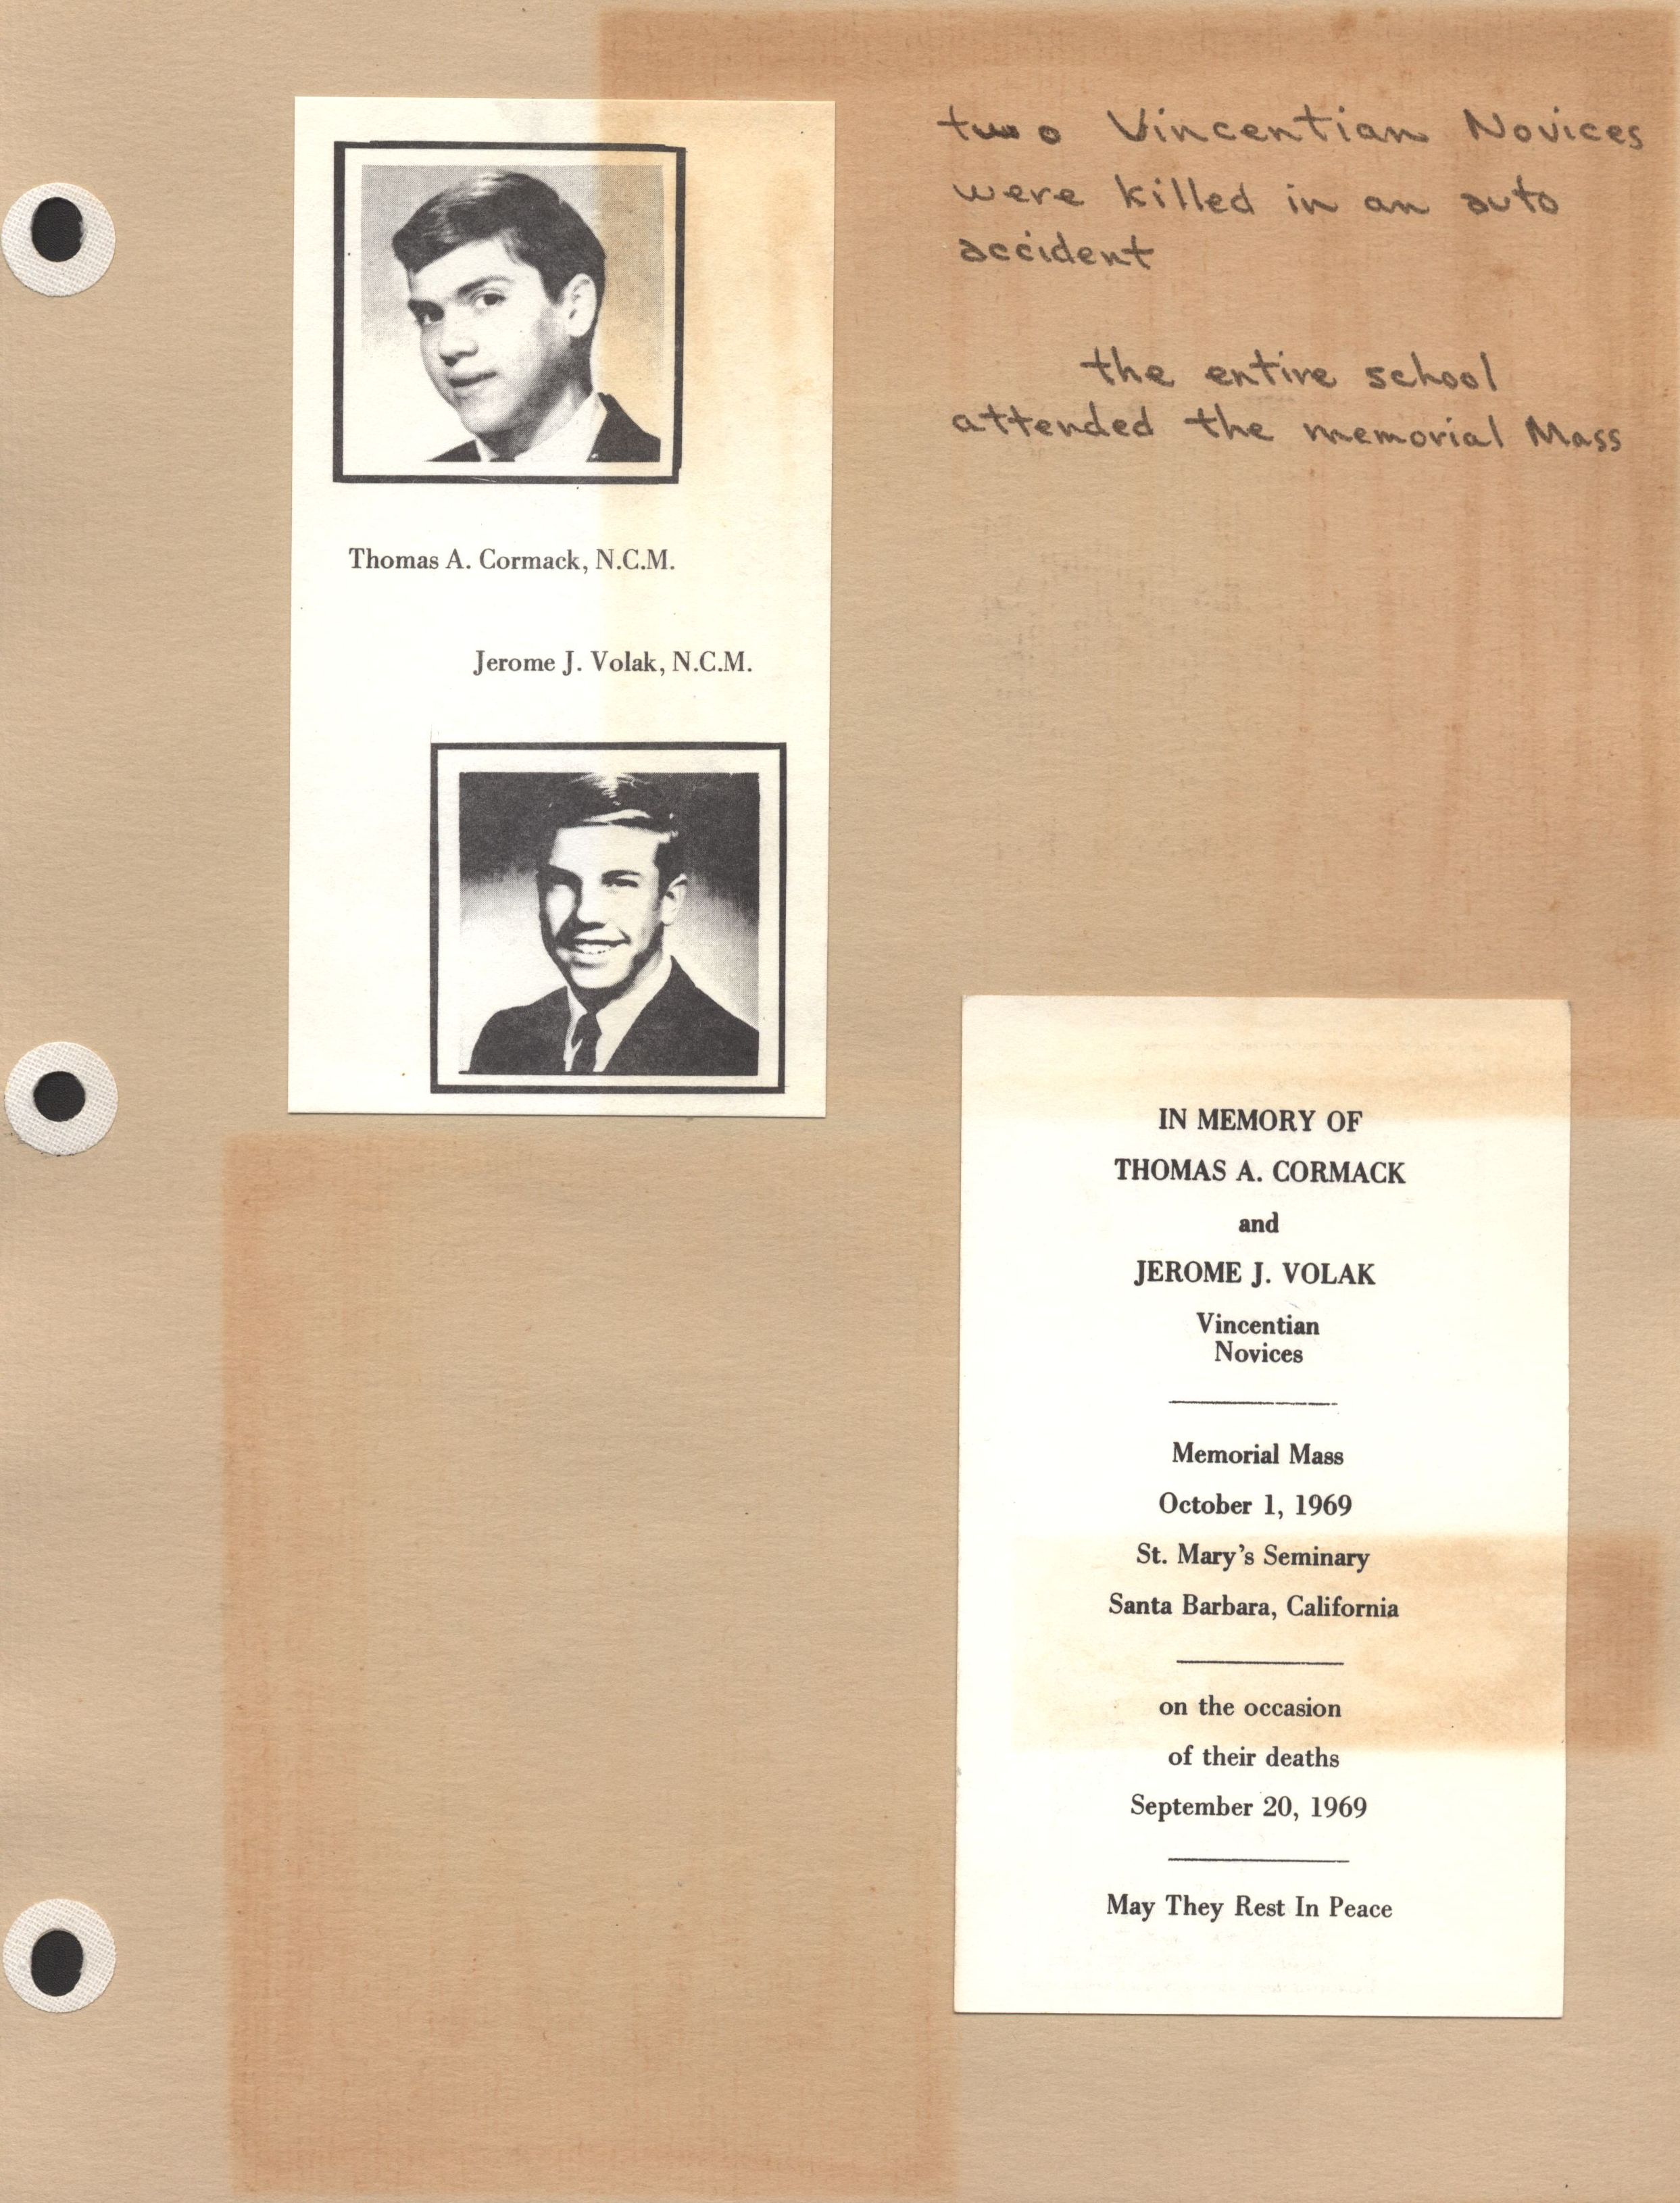 two Vincentian Novices
were killed in an auto
accident
the entire school
attended the memorial Mass
Thomas A. Cormack, N.C.M.
Jerome J. Volak, N.C.M.
IN MEMORY OF
THOMAS A. CORMACK
and
JEROME J. VOLAK
Vincentian
Novices
Memorial Mass
October 1, 1969
St. Mary's Seminary
Santa Barbara, California
on the occasion
of their deaths
September 20, 1969
May They Rest In Peace